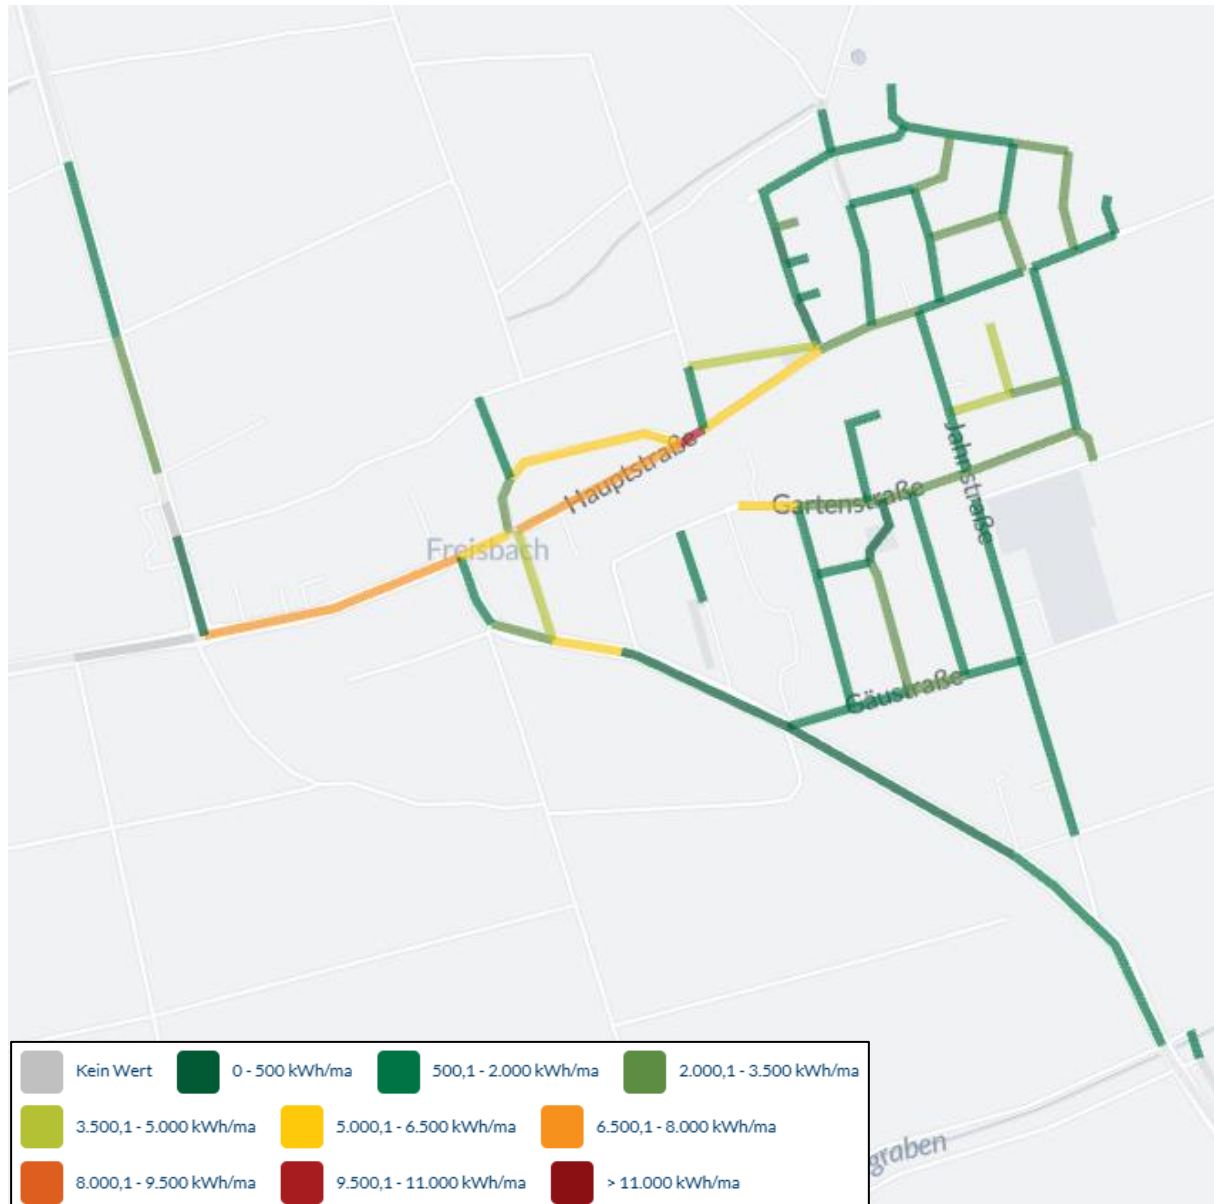 Hauptstraße
Jahnstraße
Gartenstraße
Freisbach
Gäustraße
graben
Kein Wert
0 - 500 kWh/ma
500,1 - 2.000 kWh/ma
2.000,1 - 3.500 kWh/ma
3.500,1 - 5.000 kWh/ma
5.000,1 - 6.500 kWh/ma
6.500,1 - 8.000 kWh/ma
8.000,1 - 9.500 kWh/ma
9.500,1 - 11.000 kWh/ma
> 11.000 kWh/ma